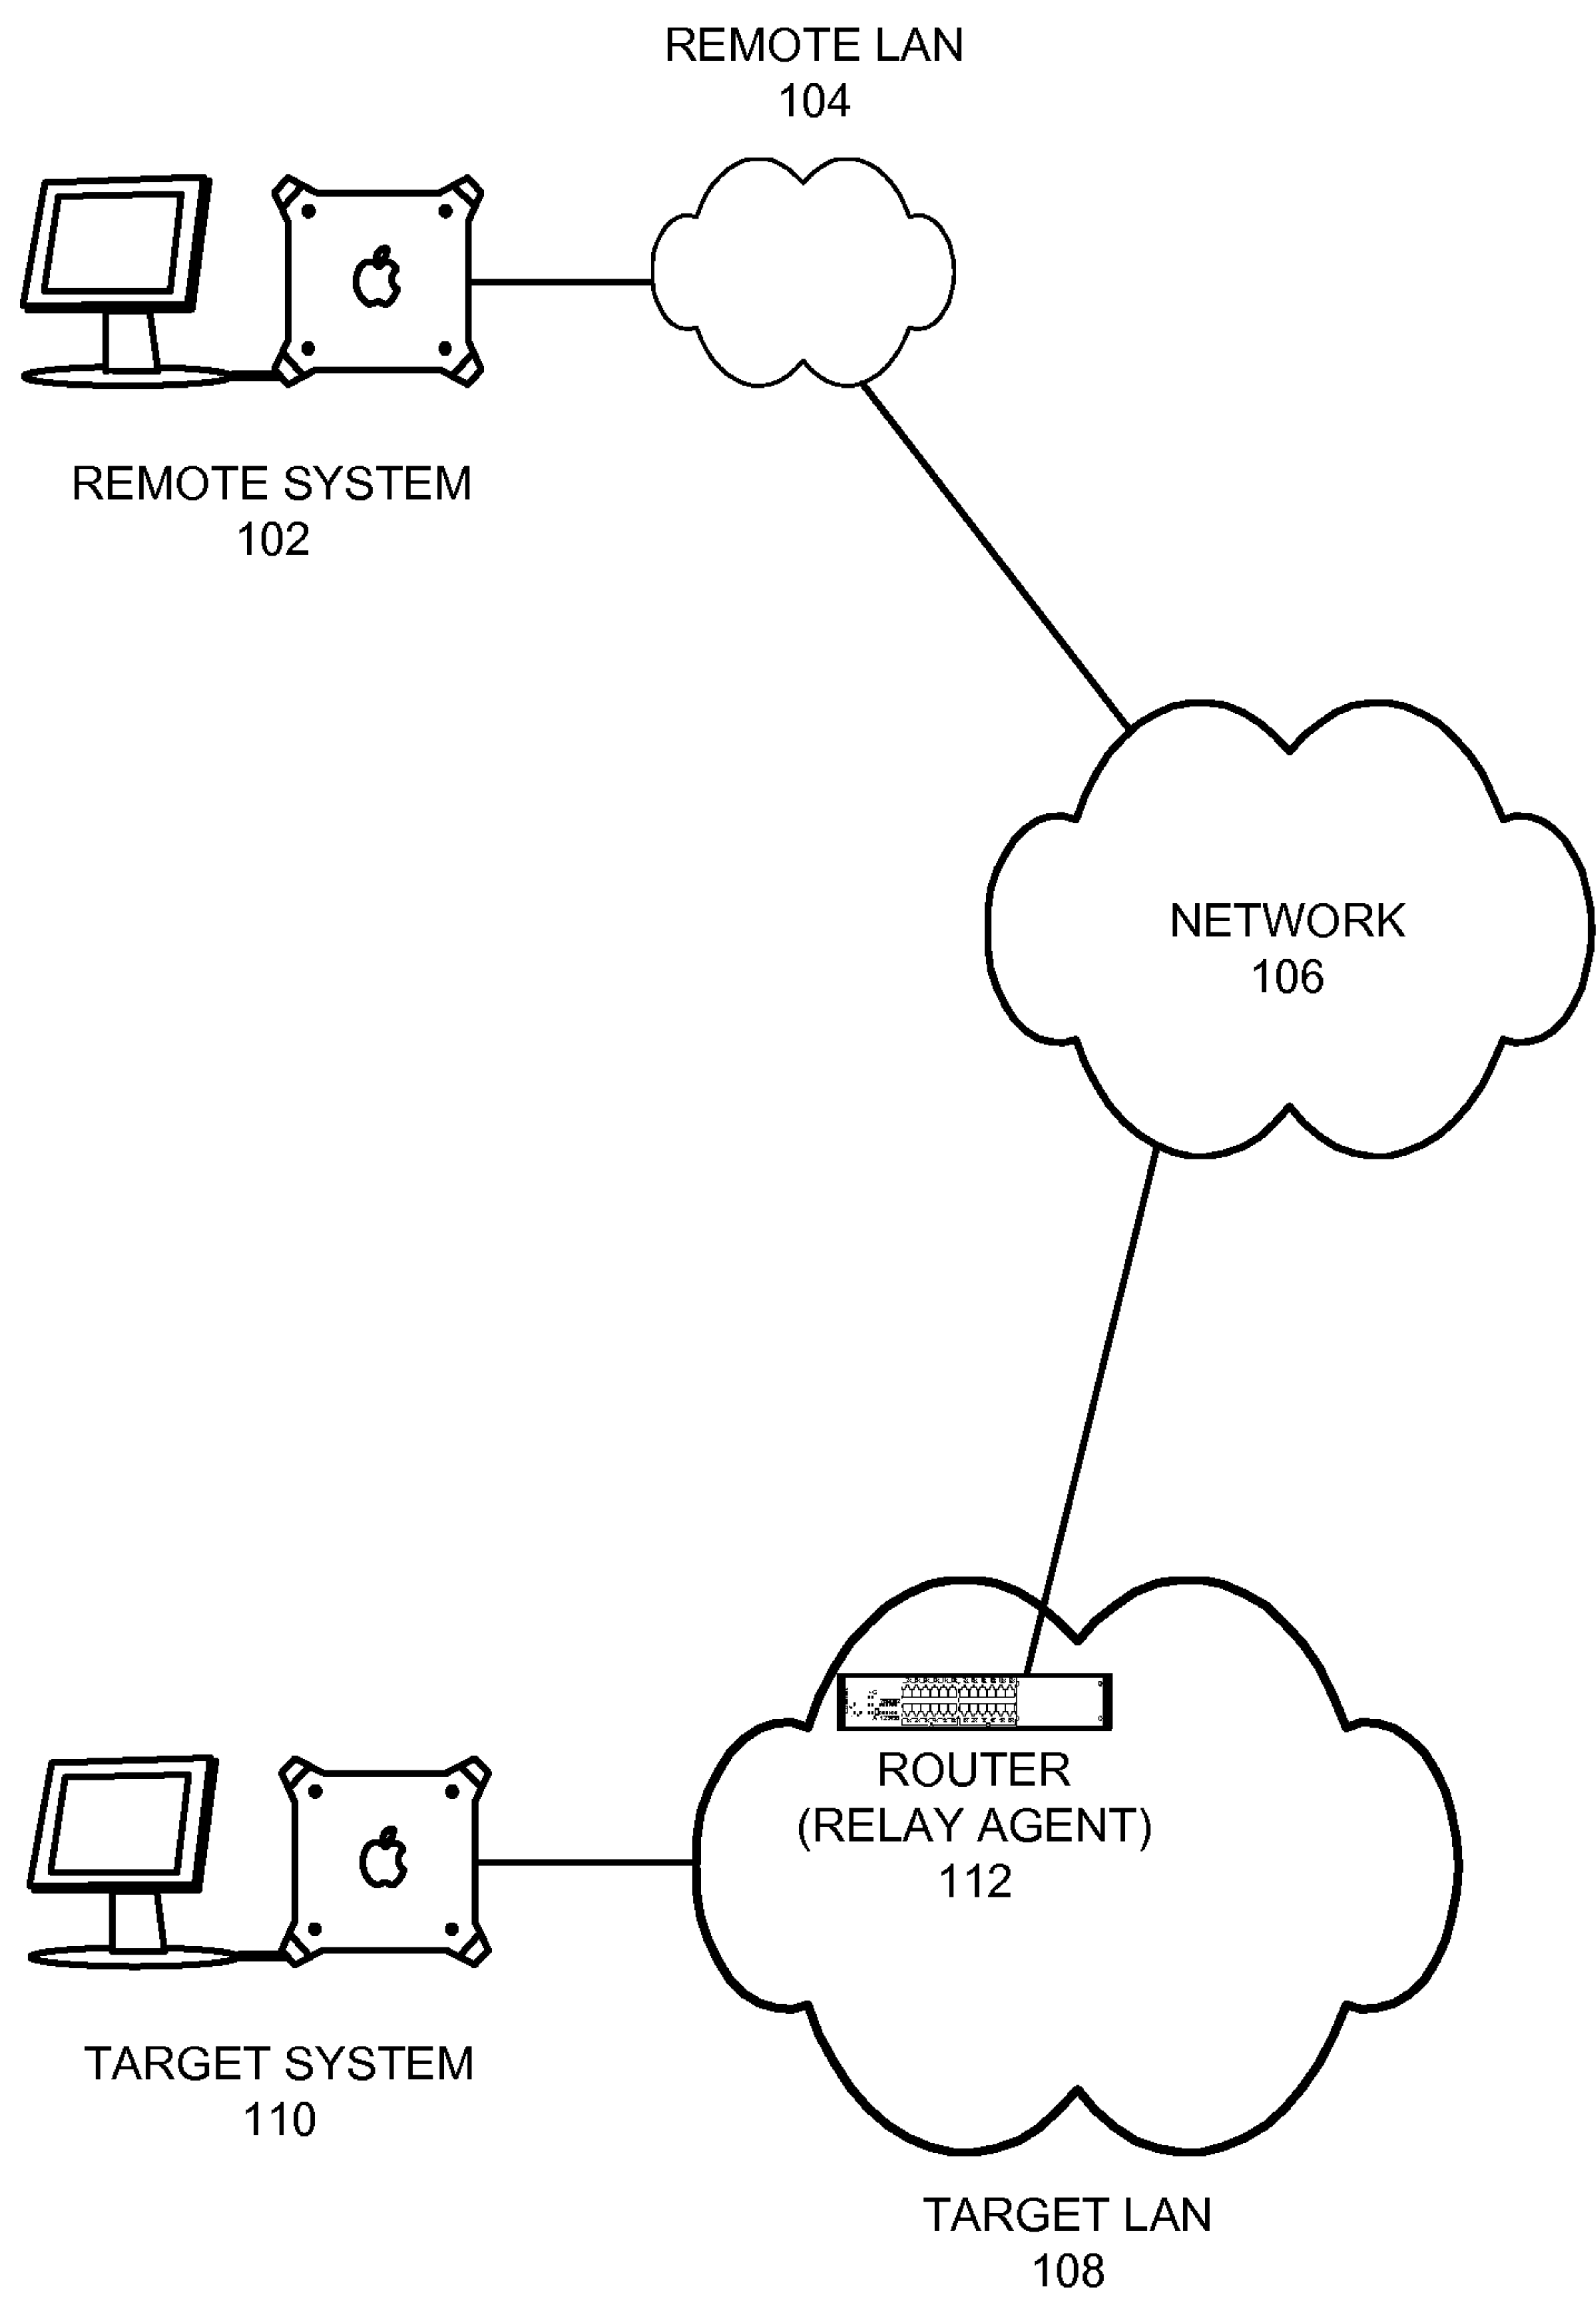 REMOTE LAN
104
REMOTE SYSTEM
102
NETWORK
106
ROUTER
(RELAY AGENT)
112
TARGET SYSTEM
110
TARGET LAN
108